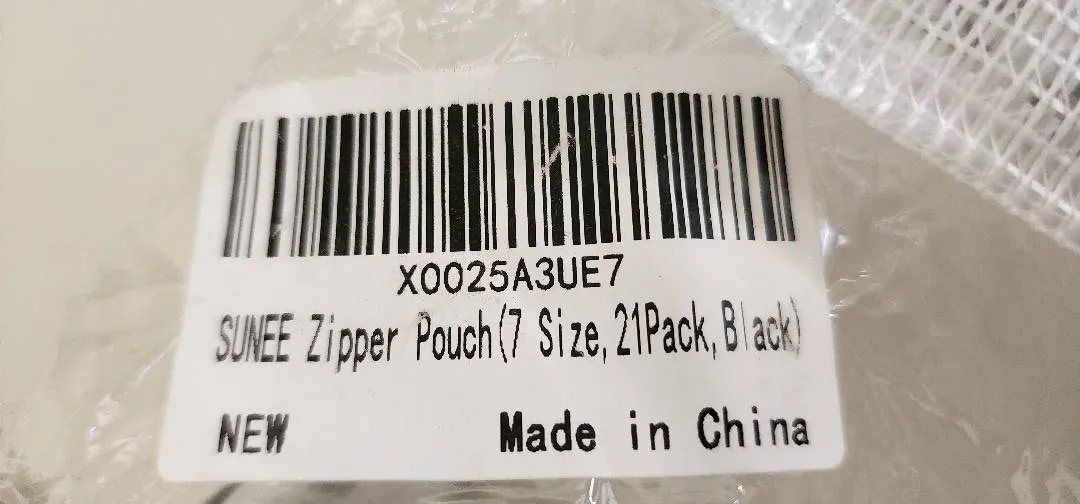 X0025A3UE7
SUNEE Zipper Pouch(7 Size,21Pack,Black)
NEW Made in China